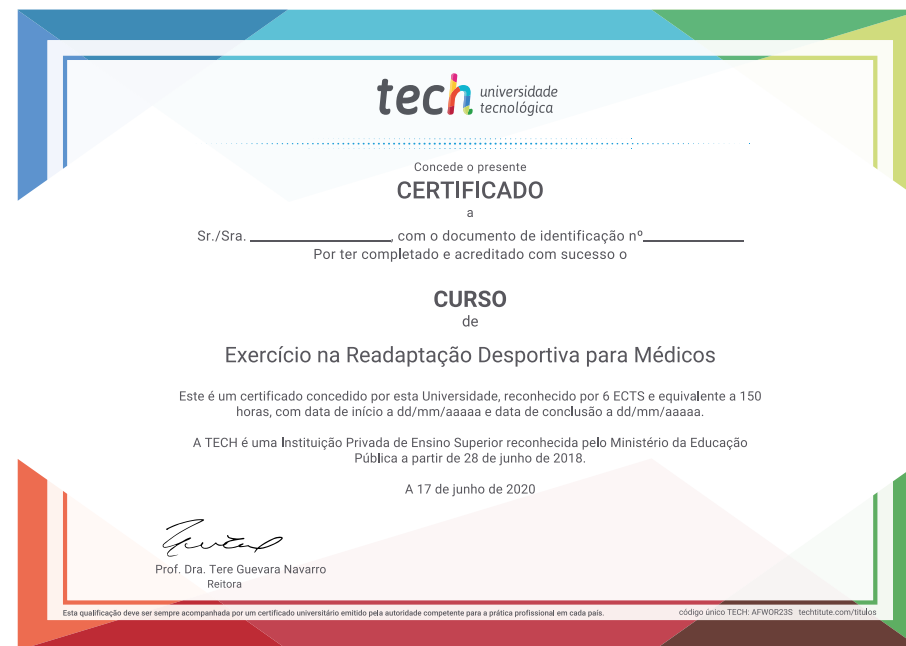 tech universidade
tecnológica
Concede o presente
CERTIFICADO
a
Sr./Sra. ____________________, com o documento de identificação nº______________
Por ter completado e acreditado com sucesso o
CURSO
de
Exercício na Readaptação Desportiva para Médicos
Este é um certificado concedido por esta Universidade, reconhecido por 6 ECTS e equivalente a 150
horas, com data de início a dd/mm/aaaaa e data de conclusão a dd/mm/aaaaa.
A TECH é uma Instituição Privada de Ensino Superior reconhecida pelo Ministério da Educação
Pública a partir de 28 de junho de 2018.
A 17 de junho de 2020
Prof. Dra. Tere Guevara Navarro
Reitora
Esta qualificação deve ser sempre acompanhada por um certificado universitário emitido pela autoridade competente para a prática profissional em cada país.
código único TECH: AFWOR23S techtitute.com/titulos